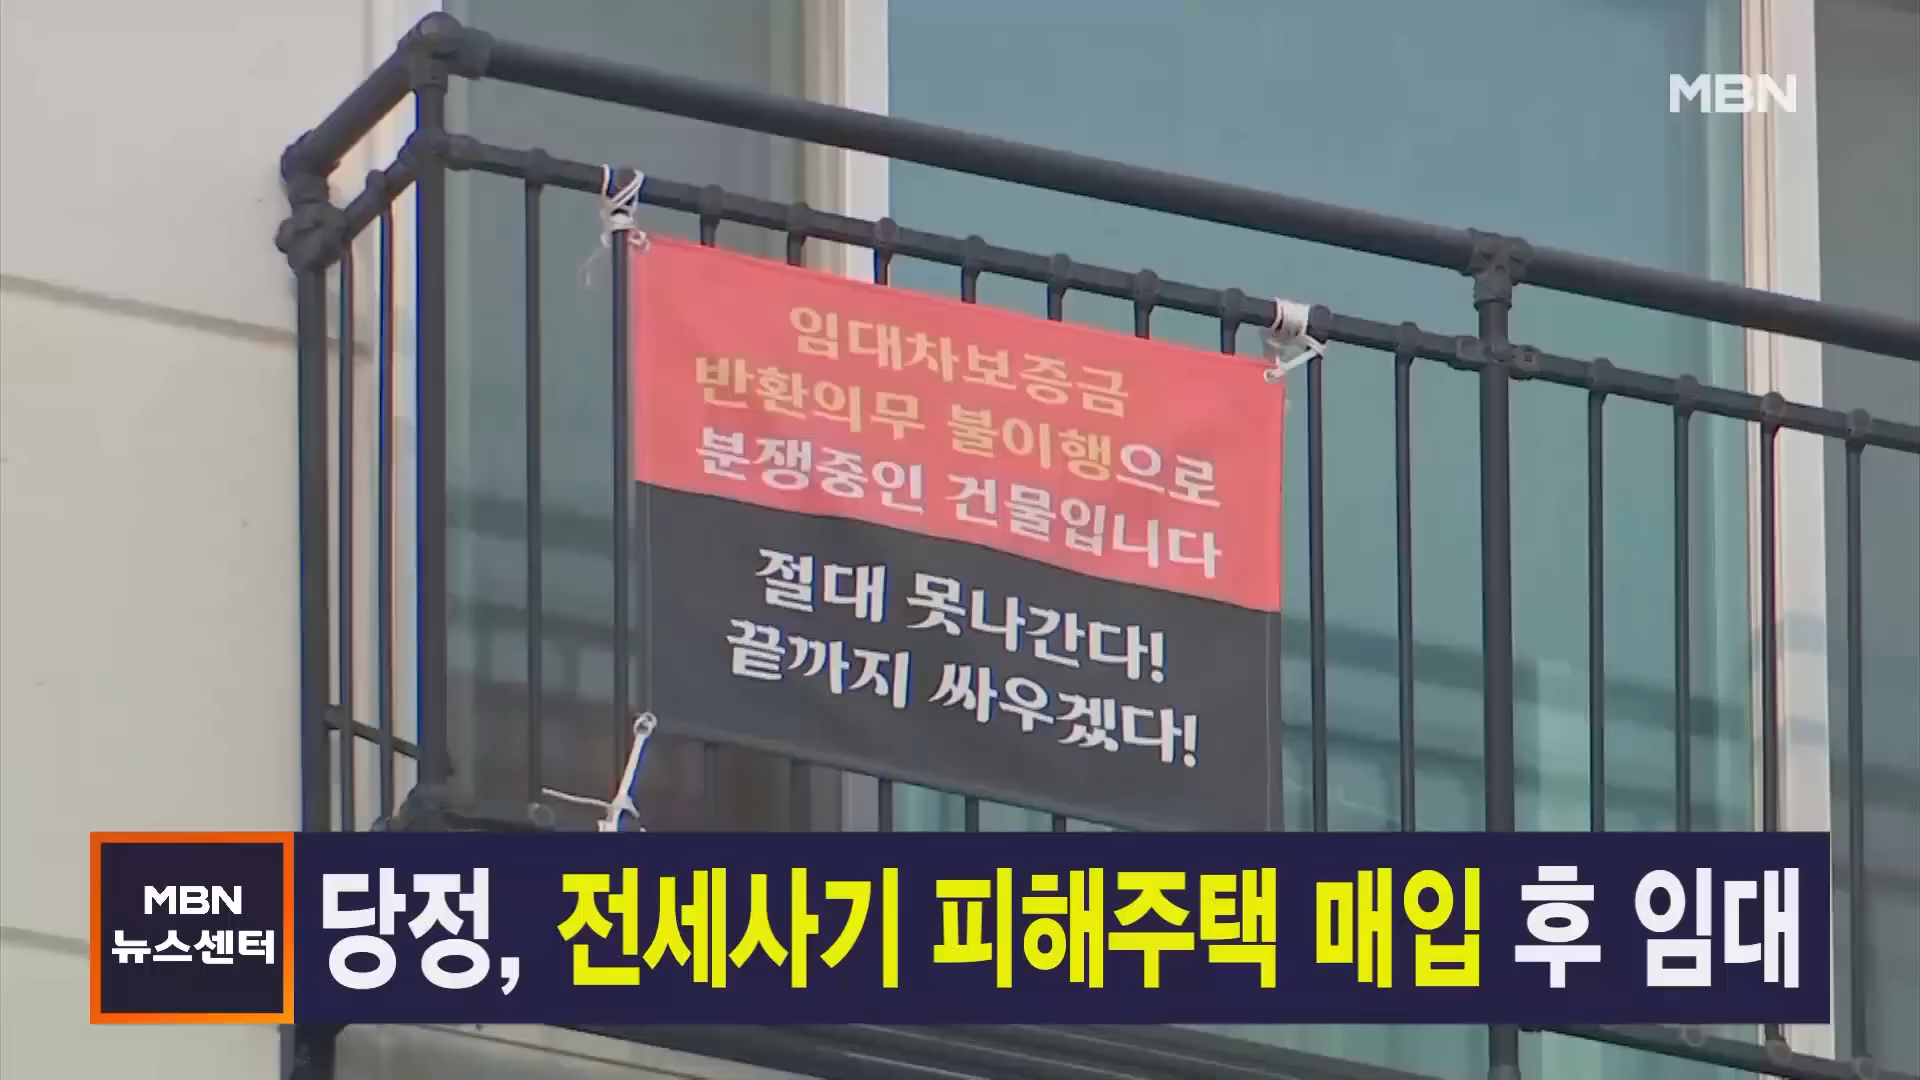 MBN
임대차보증금
반환의무 불이행으로
분쟁중인 건물입니다
절대 못나간다!
끝까지 싸우겠다!
MBN
뉴스센터
당정, 전세사기 피해주택 매입 후 임대